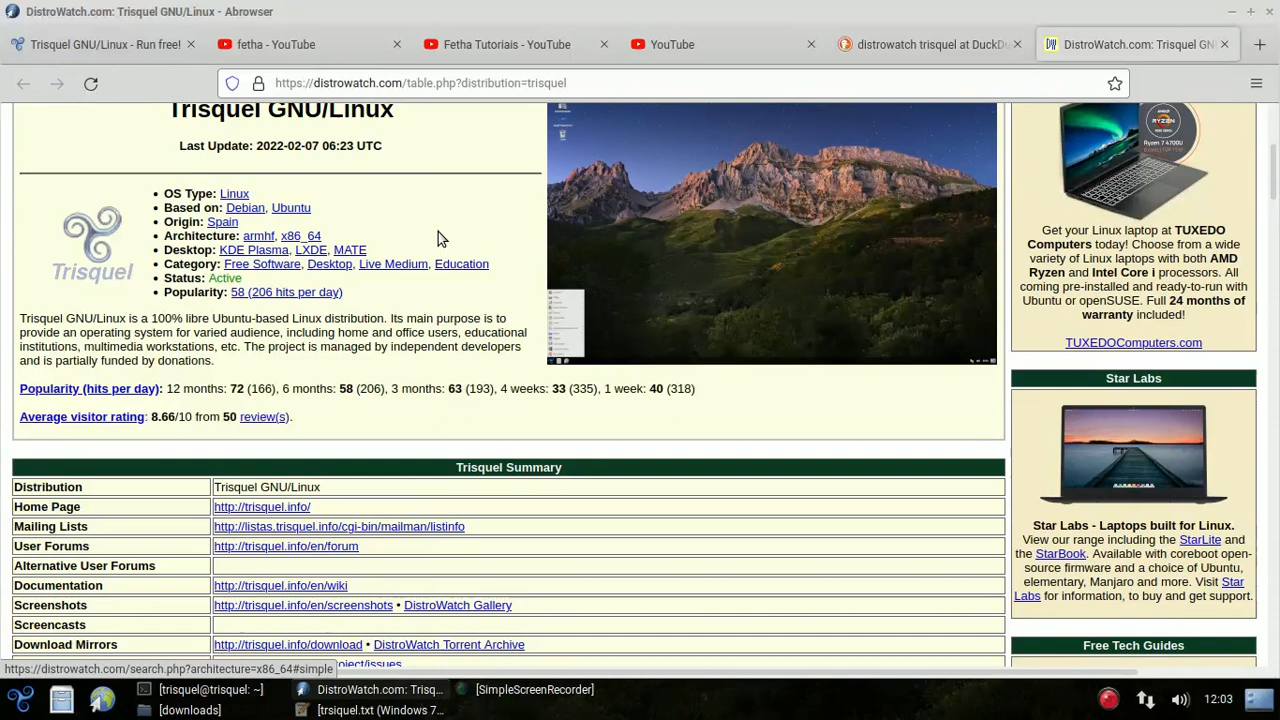 DistroWatch.com: Trisquel GNU/Linux - Abrowser
Trisquel GNU/Linux - Run free!
fetha - YouTube
Fetha Tutoriais - YouTube
YouTube
distrowatch trisquel at DuckDu
DistroWatch.com: Trisquel GN
https://distrowatch.com/table.php?distribution=trisquel
Trisquel GNU/Linux
Last Update: 2022-02-07 06:23 UTC
Trisquel
• OS Type: Linux
• Based on: Debian, Ubuntu
• Origin: Spain
• Architecture: armhf, x86_64
• Desktop: KDE Plasma, LXDE, MATE
• Category: Free Software, Desktop, Live Medium, Education
• Status: Active
• Popularity: 58 (206 hits per day)
Trisquel GNU/Linux is a 100% libre Ubuntu-based Linux distribution. Its main purpose is to
provide an operating system for varied audience, including home and office users, educational
institutions, multimedia workstations, etc. The project is managed by independent developers
and is partially funded by donations.
Popularity (hits per day): 12 months: 72 (166), 6 months: 58 (206), 3 months: 63 (193), 4 weeks: 33 (335), 1 week: 40 (318)
Average visitor rating: 8.66/10 from 50 review(s).
Trisquel Summary
Distribution Trisquel GNU/Linux
Home Page http://trisquel.info/
Mailing Lists http://listas.trisquel.info/cgi-bin/mailman/listinfo
User Forums http://trisquel.info/en/forum
Alternative User Forums
Documentation http://trisquel.info/en/wiki
Screenshots http://trisquel.info/en/screenshots • DistroWatch Gallery
Screencasts
Download Mirrors http://trisquel.info/download • DistroWatch Torrent Archive
oject/issues
AMD
RYZEN
Ryzen 7 4700U
Get your Linux laptop at TUXEDO
Computers today! Choose from a wide
variety of Linux laptops with both AMD
Ryzen and Intel Core i processors. All
coming pre-installed and ready-to-run with
Ubuntu or openSUSE. Full 24 months of
warranty included!
TUXEDOComputers.com
Star Labs
Star Labs - Laptops built for Linux.
View our range including the StarLite and
the StarBook. Available with coreboot open-
source firmware and a choice of Ubuntu,
elementary, Manjaro and more. Visit Star
Labs for information, to buy and get support.
Free Tech Guides
https://distrowatch.com/search.php?architecture=x86_64#simple
[trisquel@trisquel: ~]
DistroWatch.com: Trisq...
[SimpleScreenRecorder]
[downloads]
[trsiquel.txt (Windows 7...
12:03